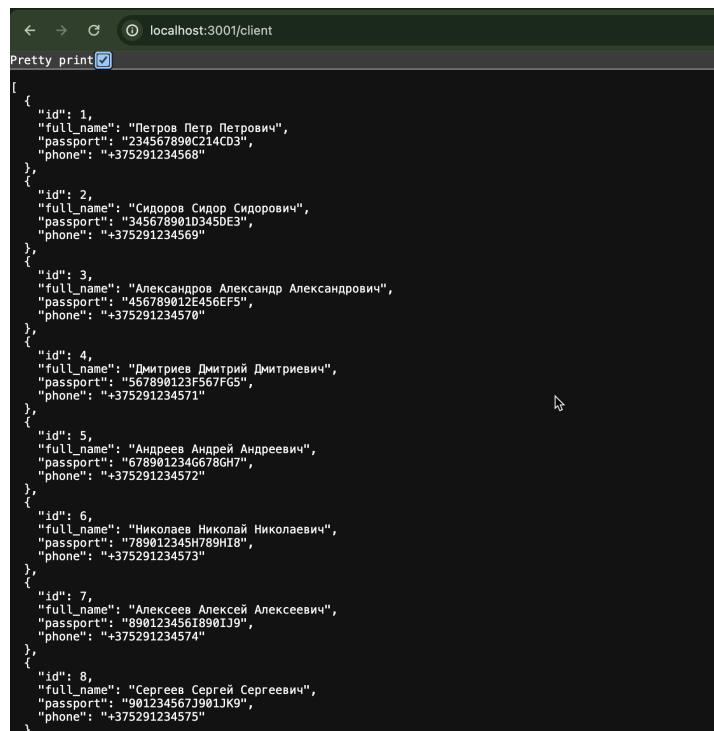 localhost:3001/client
Pretty print
[
{
"id": 1,
"full_name": "Петров Петр Петрович",
"passport": "234567890C214CD3",
"phone": "+375291234568"
},
{
"id": 2,
"full_name": "Сидоров Сидор Сидорович",
"passport": "345678901D345DE3",
"phone": "+375291234569"
},
{
"id": 3,
"full_name": "Александров Александр Александрович",
"passport": "456789012E456EF5",
"phone": "+375291234570"
},
{
"id": 4,
"full_name": "Дмитриев Дмитрий Дмитриевич",
"passport": "567890123F567FG5",
"phone": "+375291234571"
},
{
"id": 5,
"full_name": "Андреев Андрей Андреевич",
"passport": "678901234G678GH7",
"phone": "+375291234572"
},
{
"id": 6,
"full_name": "Николаев Николай Николаевич",
"passport": "789012345H789HI8",
"phone": "+375291234573"
},
{
"id": 7,
"full_name": "Алексеев Алексей Алексеевич",
"passport": "890123456I890IJ9",
"phone": "+375291234574"
},
{
"id": 8,
"full_name": "Сергеев Сергей Сергеевич",
"passport": "901234567J901JK9",
"phone": "+375291234575"
}